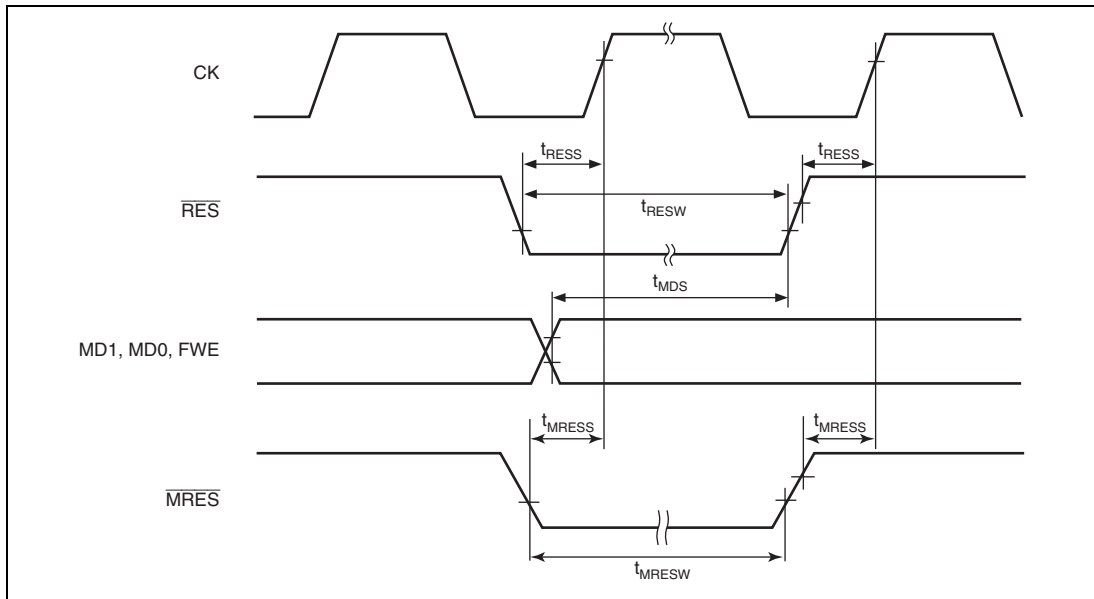 CK
tRESS
tRESS
RES
tRESW
tMDS
MD1, MD0, FWE
tMRESS
tMRESS
MRES
tMRESW